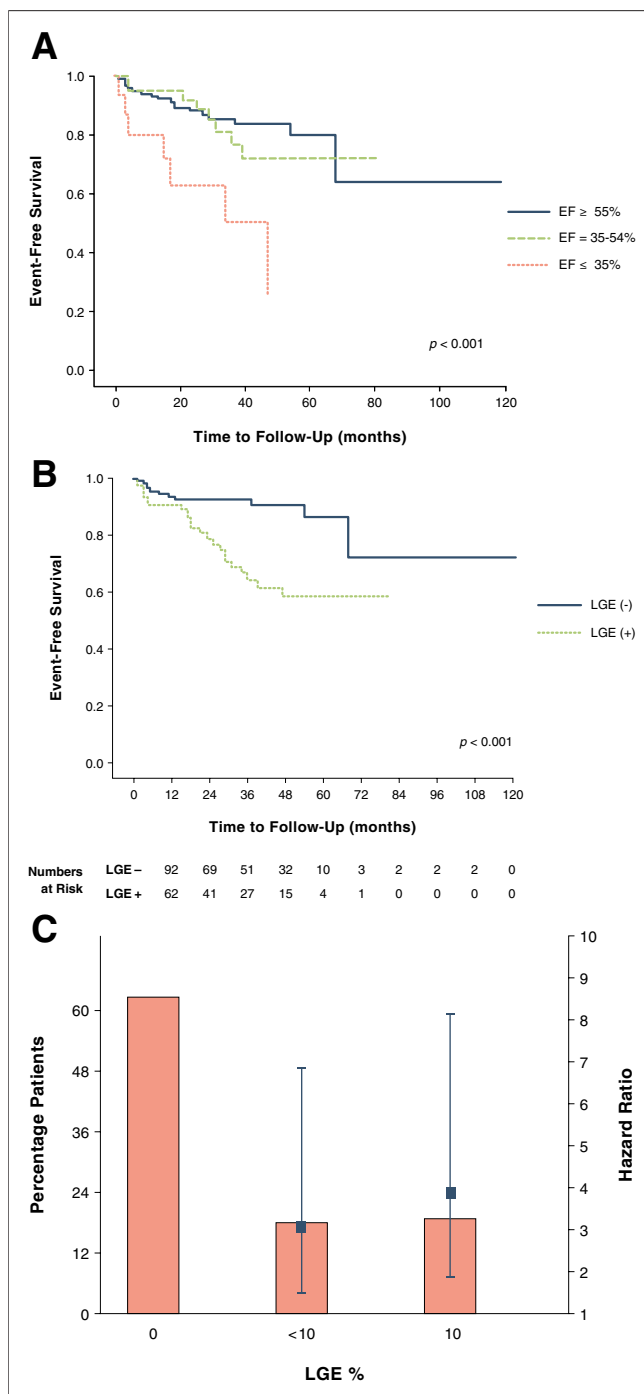 A
1.0
0.8
0.6
0.4
0.2
0.0
Event-Free Survival
EF ≥ 55%
EF = 35-54%
EF ≤ 35%
p < 0.001
0 20 40 60 80 100 120
Time to Follow-Up (months)
B
1.0
0.8
0.6
0.4
0.2
0.0
Event-Free Survival
LGE (-)
LGE (+)
p < 0.001
0 12 24 36 48 60 72 84 96 108 120
Time to Follow-Up (months)
Numbers
at Risk
LGE – 92 69 51 32 10 3 2 2 2 0
LGE + 62 41 27 15 4 1 0 0 0 0
C
60
48
36
24
12
0
Percentage Patients
10
9
8
7
6
5
4
3
2
1
Hazard Ratio
0 <10 10
LGE %